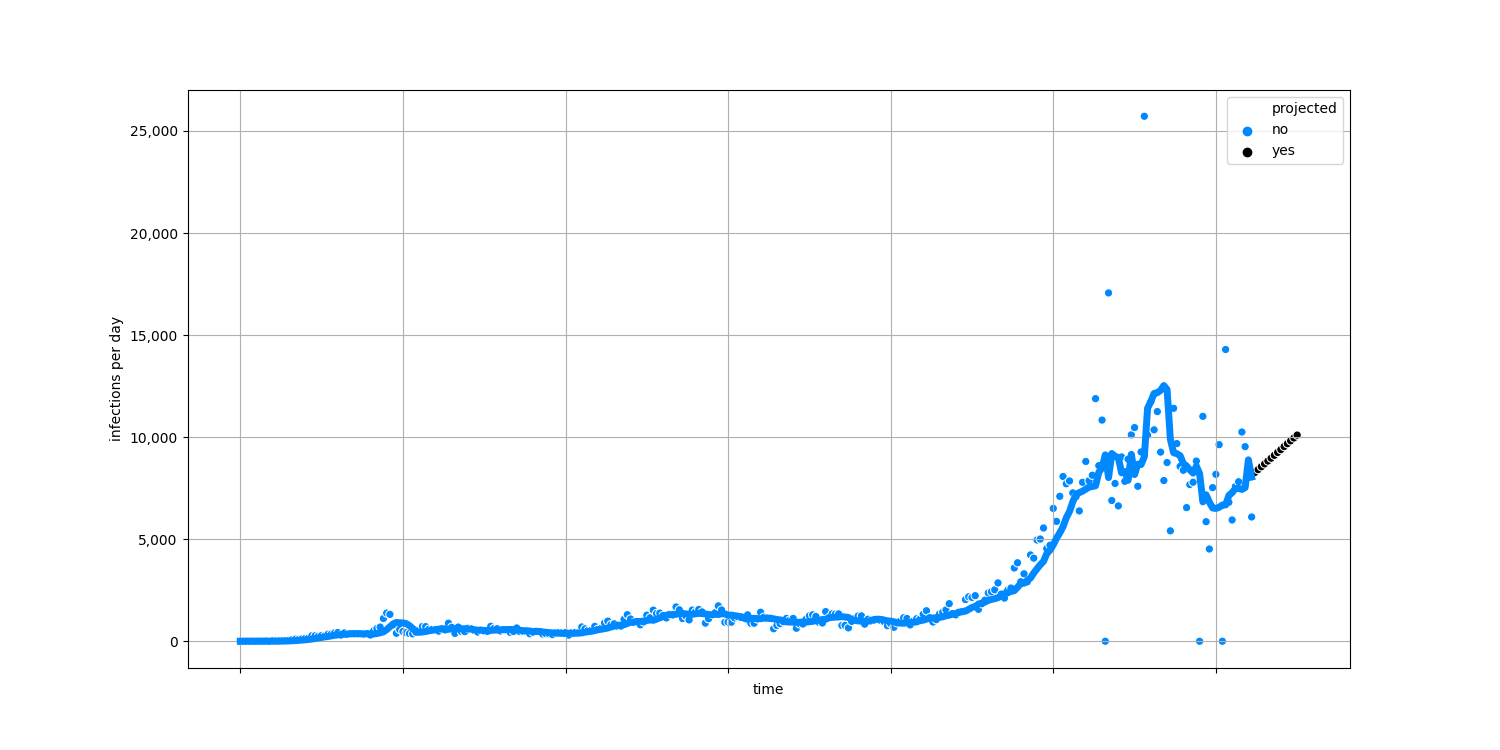 25,000
20,000
15,000
10,000
5,000
0
infections per day
time
projected
no
yes